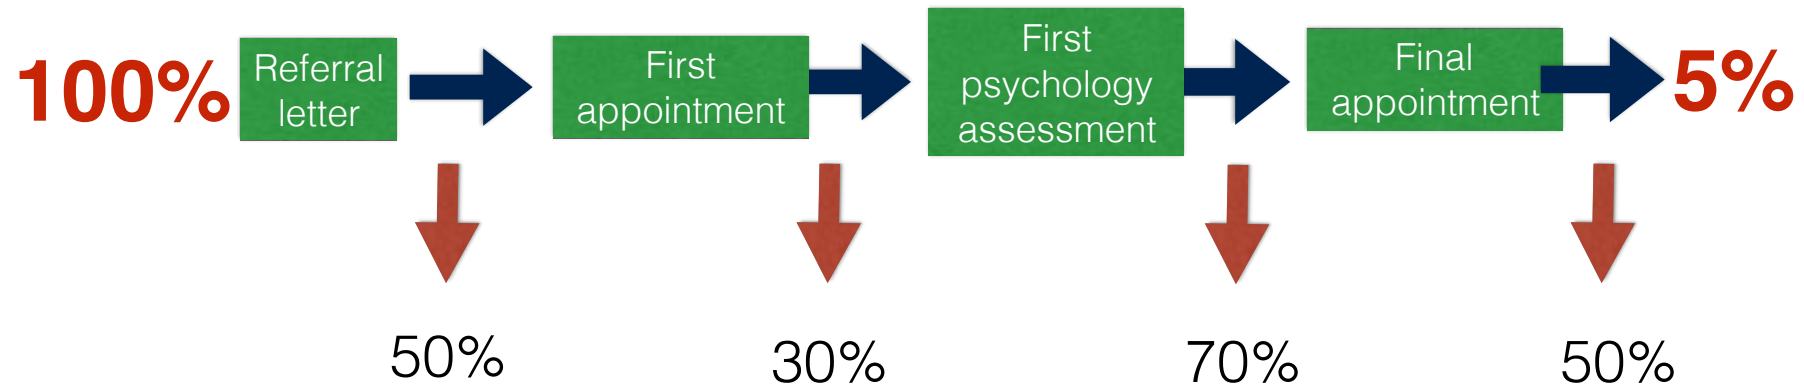 100%
Referral
letter
First
appointment
First
psychology
assessment
Final
appointment
5%
50%
30%
70%
50%